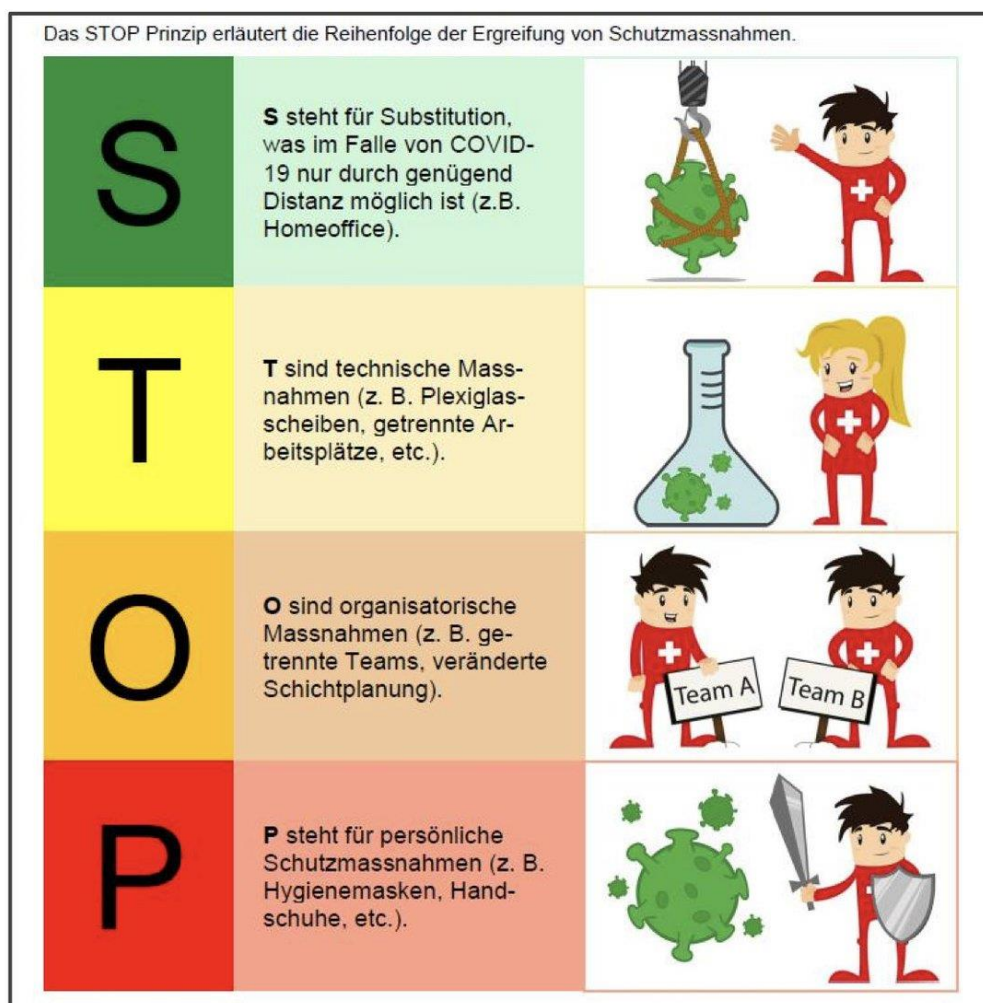 Das STOP Prinzip erläutert die Reihenfolge der Ergreifung von Schutzmassnahmen.
S
S steht für Substitution,
was im Falle von COVID-
19 nur durch genügend
Distanz möglich ist (z.B.
Homeoffice).
T
T sind technische Mass-
nahmen (z. B. Plexiglas-
scheiben, getrennte Ar-
beitsplätze, etc.).
O
O sind organisatorische
Massnahmen (z. B. ge-
trennte Teams, veränderte
Schichtplanung).
Team A
Team B
P
P steht für persönliche
Schutzmassnahmen (z. B.
Hygienemasken, Hand-
schuhe, etc.).